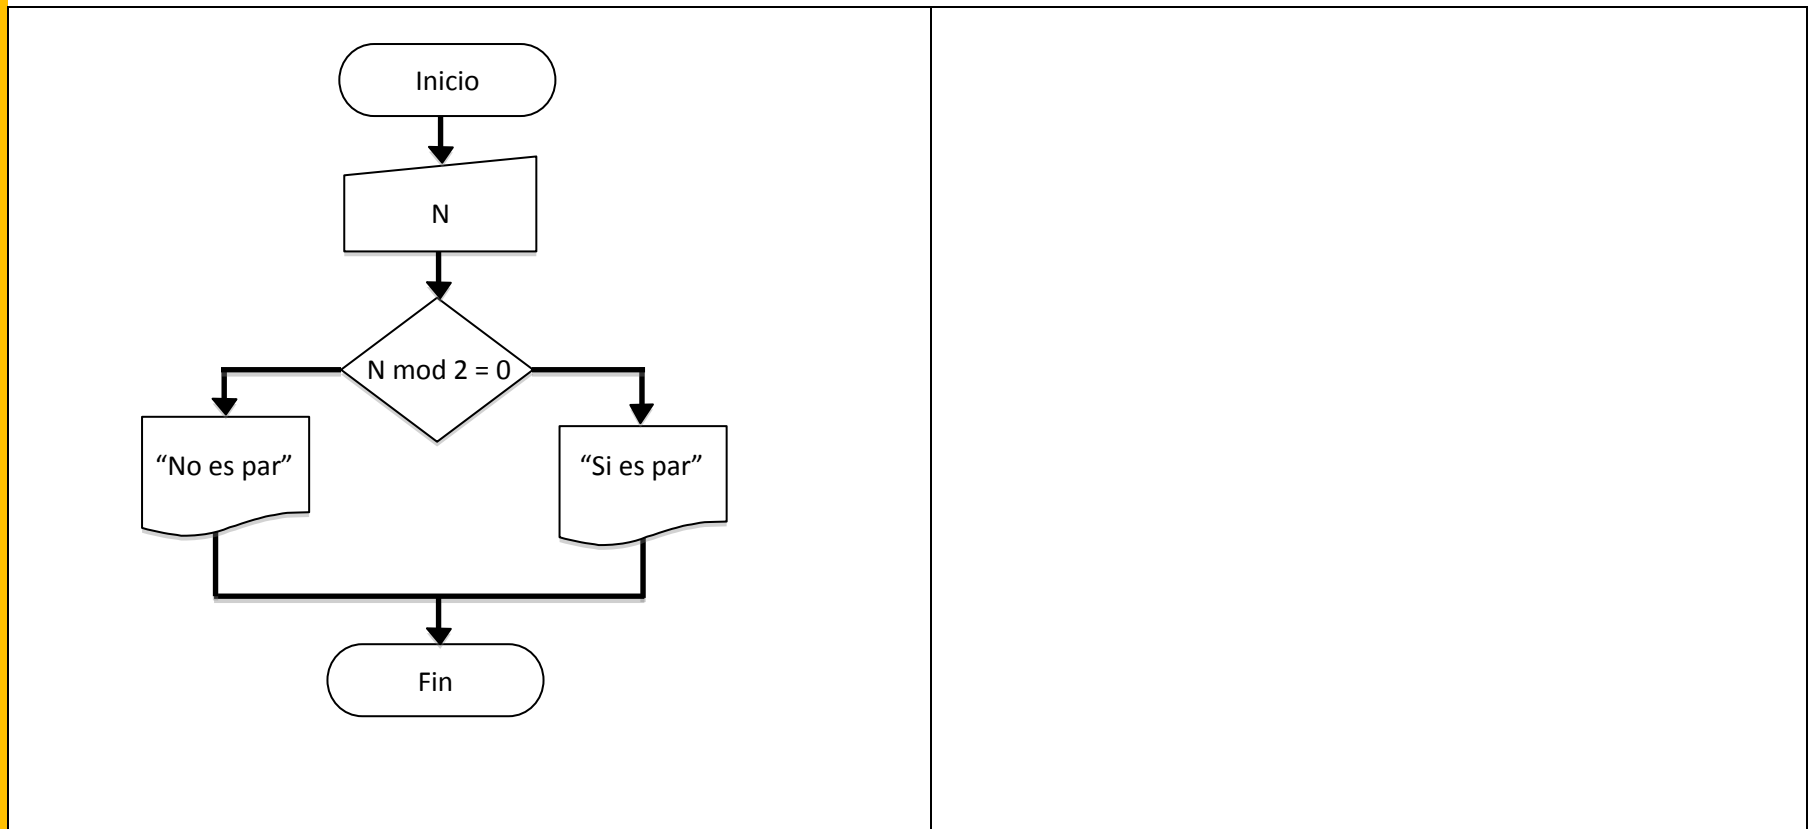 Inicio
N
N mod 2 = 0
“No es par”
“Si es par”
Fin